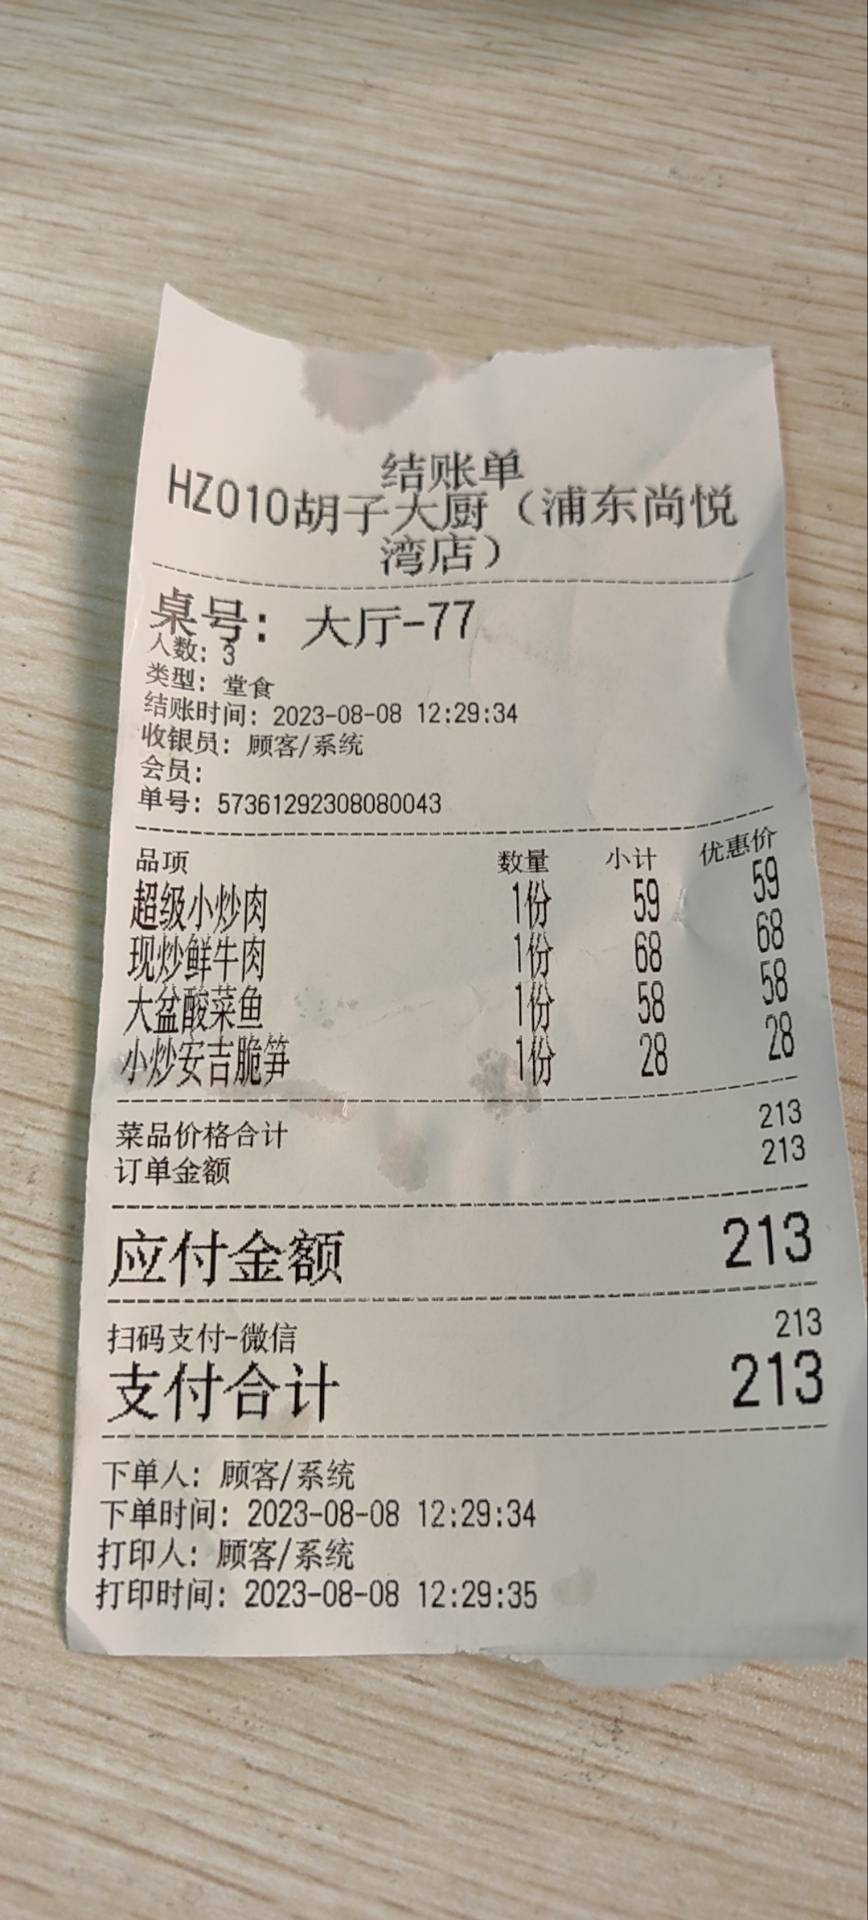 结账单
HZ010胡子大厨（浦东尚悦
湾店）
桌号：大厅-77
人数：3
类型：堂食
结账时间：2023-08-08 12:29:34
收银员：顾客/系统
会员：
单号：57361292308080043
品项 数量 小计 优惠价
超级小炒肉 1份 59 59
现炒鲜牛肉 1份 68 68
大盆酸菜鱼 1份 58 58
小炒安吉脆笋 1份 28 28
菜品价格合计 213
订单金额 213
应付金额 213
扫码支付-微信 213
支付合计 213
下单人：顾客/系统
下单时间：2023-08-08 12:29:34
打印人：顾客/系统
打印时间：2023-08-08 12:29:35